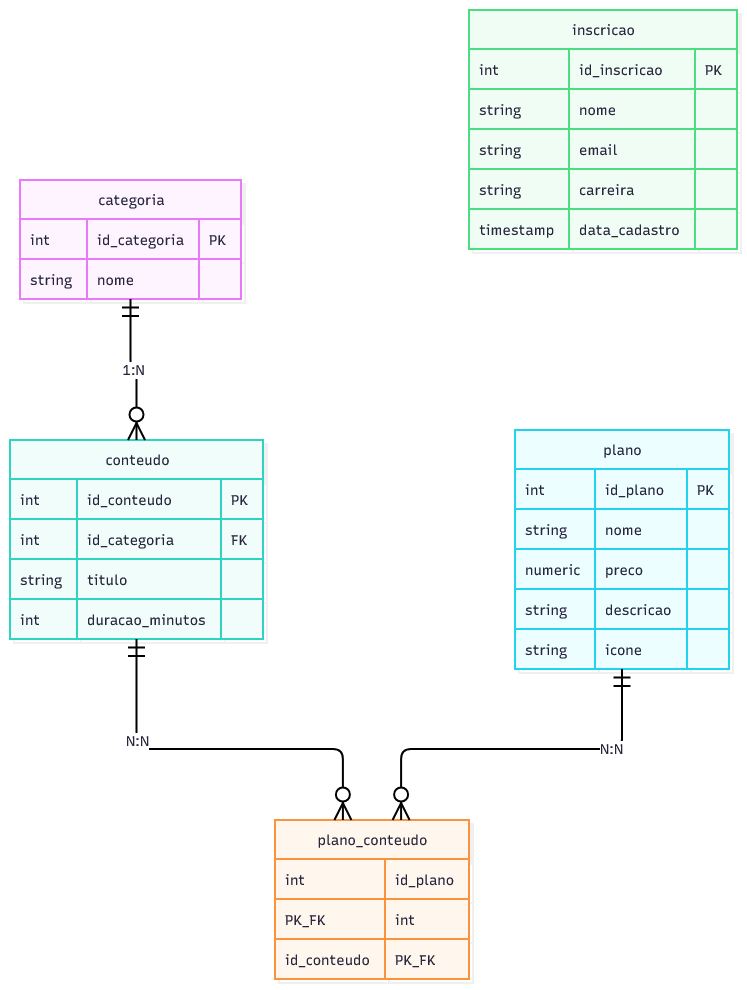 inscricao
int id_inscricao PK
string nome
string email
string carreira
timestamp data_cadastro
categoria
int id_categoria PK
string nome
1:N
conteudo
int id_conteudo PK
int id_categoria FK
string titulo
int duracao_minutos
plano
int id_plano PK
string nome
numeric preco
string descricao
string icone
N:N
N:N
plano_conteudo
int id_plano
PK_FK int
id_conteudo PK_FK